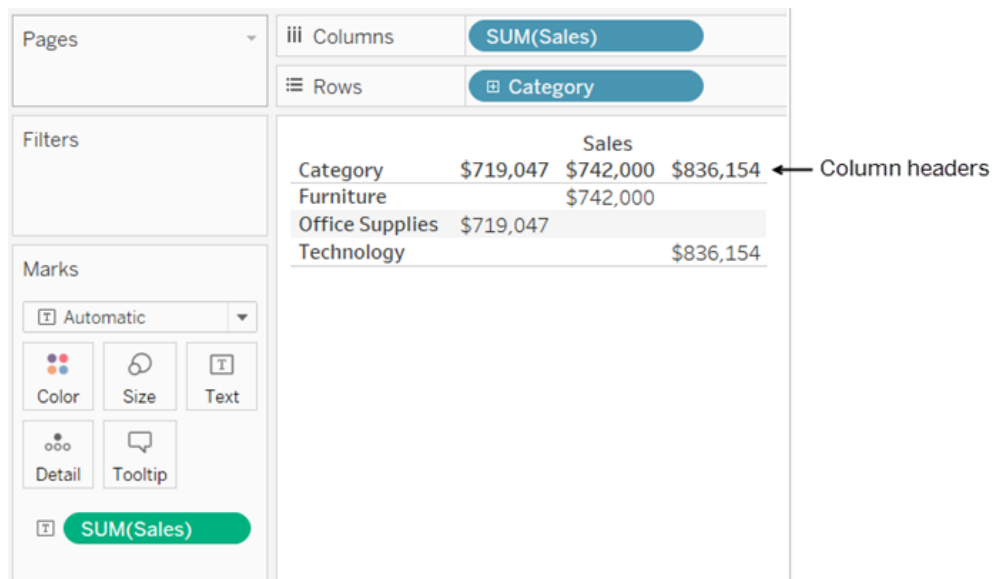 Pages
Columns
SUM(Sales)
Rows
Category
Filters
Sales
Category $719,047 $742,000 $836,154
Column headers
Furniture $742,000
Office Supplies $719,047
Technology $836,154
Marks
T Automatic
Color
Size
T
Text
Detail
Tooltip
T SUM(Sales)